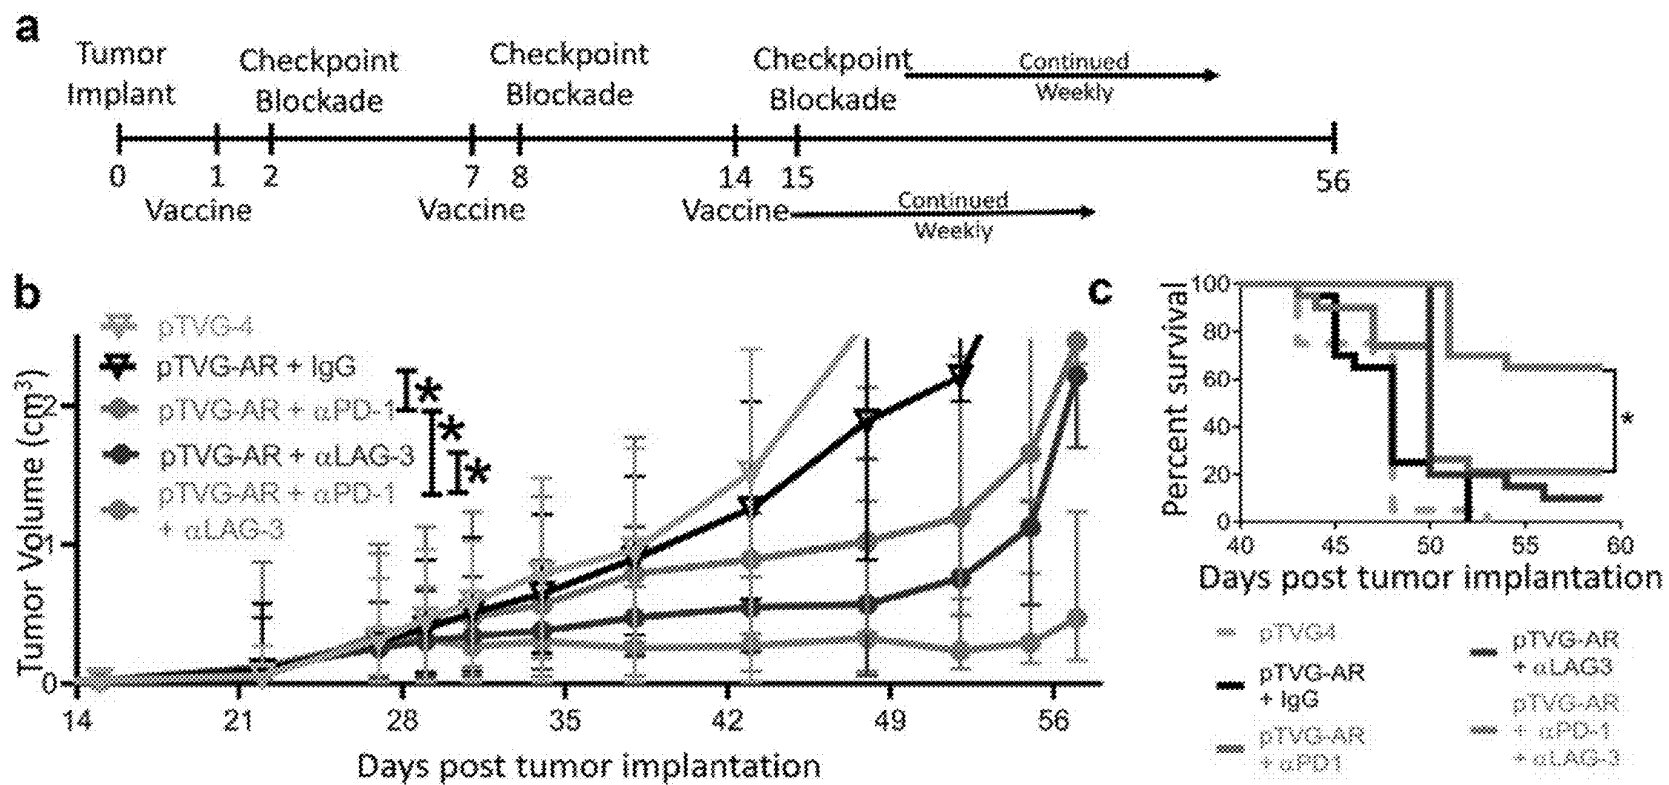 a
Tumor
Implant
Checkpoint
Blockade
Checkpoint
Blockade
Checkpoint
Blockade
Continued
Weekly
0 1 2 7 8 14 15 56
Vaccine
Vaccine
Vaccine
Continued
Weekly
b
pTVG-4
pTVG-AR + IgG
pTVG-AR + αPD-1
pTVG-AR + αLAG-3
pTVG-AR + αPD-1
+ αLAG-3
*
*
*
Tumor Volume (cm³)
2
1
0
14 21 28 35 42 49 56
Days post tumor implantation
c
Percent survival
100
80
60
40
20
0
*
40 45 50 55 60
Days post tumor implantation
pTVG4
pTVG-AR
+ IgG
pTVG-AR
+ αPD1
pTVG-AR
+ αLAG3
pTVG-AR
+ αPD-1
+ αLAG-3